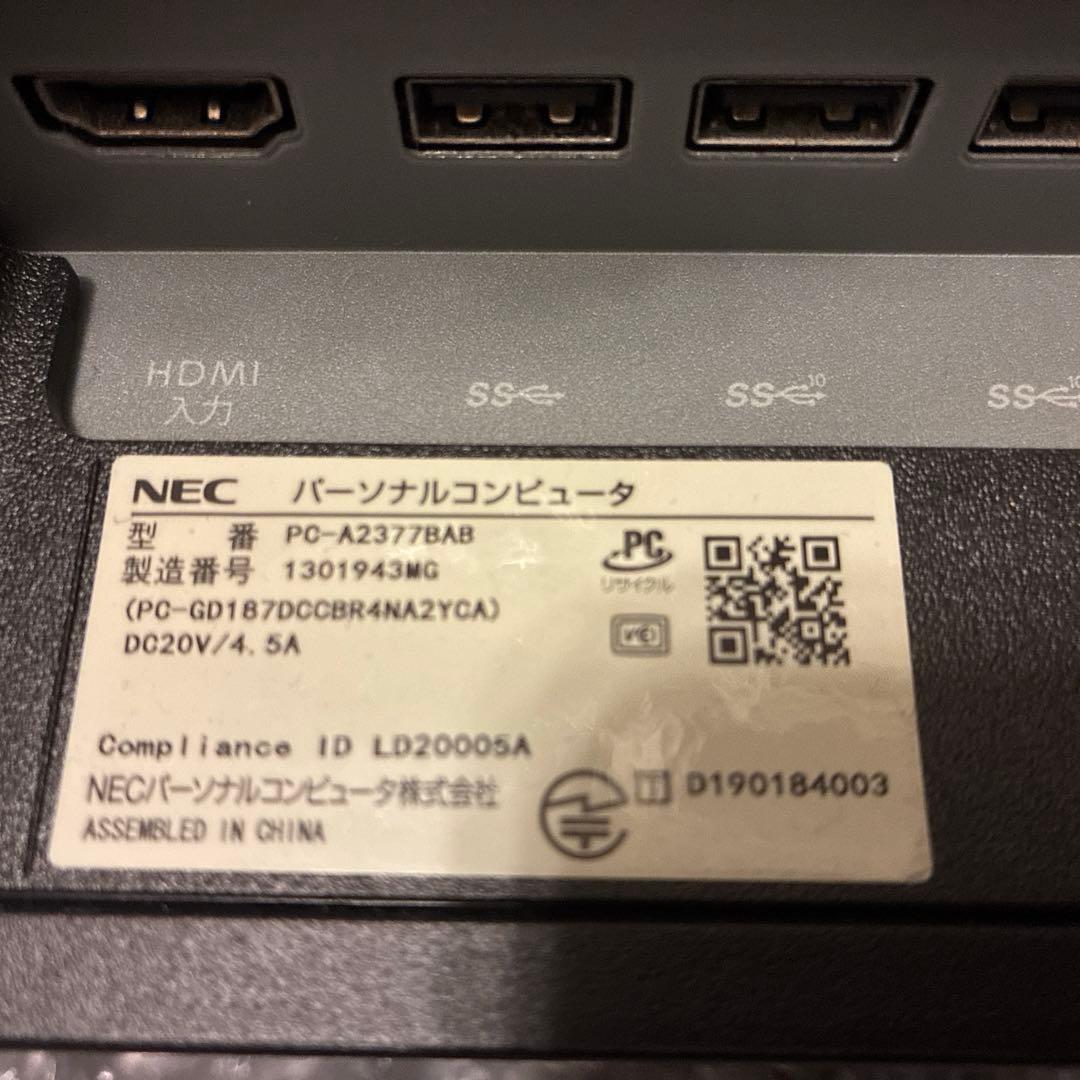 HDMI
入力
SS
SS 10
SS 10
NEC パーソナルコンピュータ
型 番 PC-A2377BAB
製造番号 1301943MG
(PC-GD187DCCBR4NA2YCA)
DC20V/4.5A
PC
リサイクル
Compliance ID LD20005A
NECパーソナルコンピュータ株式会社
T D190184003
ASSEMBLED IN CHINA